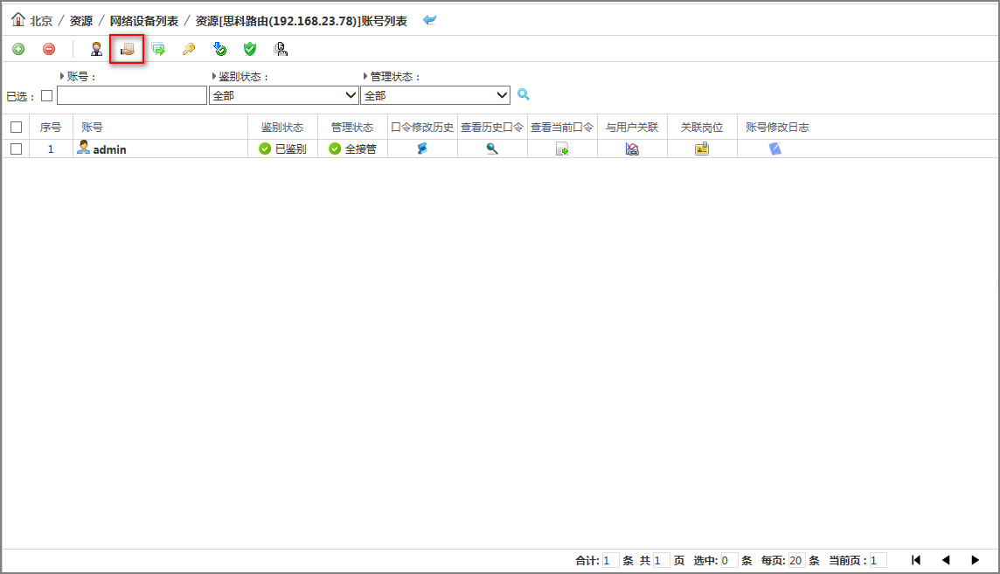 北京 / 资源 / 网络设备列表 / 资源[思科路由(192.168.23.78)]账号列表
账号： 鉴别状态： 管理状态：
已选： 全部 全部
序号 账号 鉴别状态 管理状态 口令修改历史 查看历史口令 查看当前口令 与用户关联 关联岗位 账号修改日志
1 admin 已鉴别 全接管
合计: 1 条 共 1 页 选中: 0 条 每页: 20 条 当前页： 1